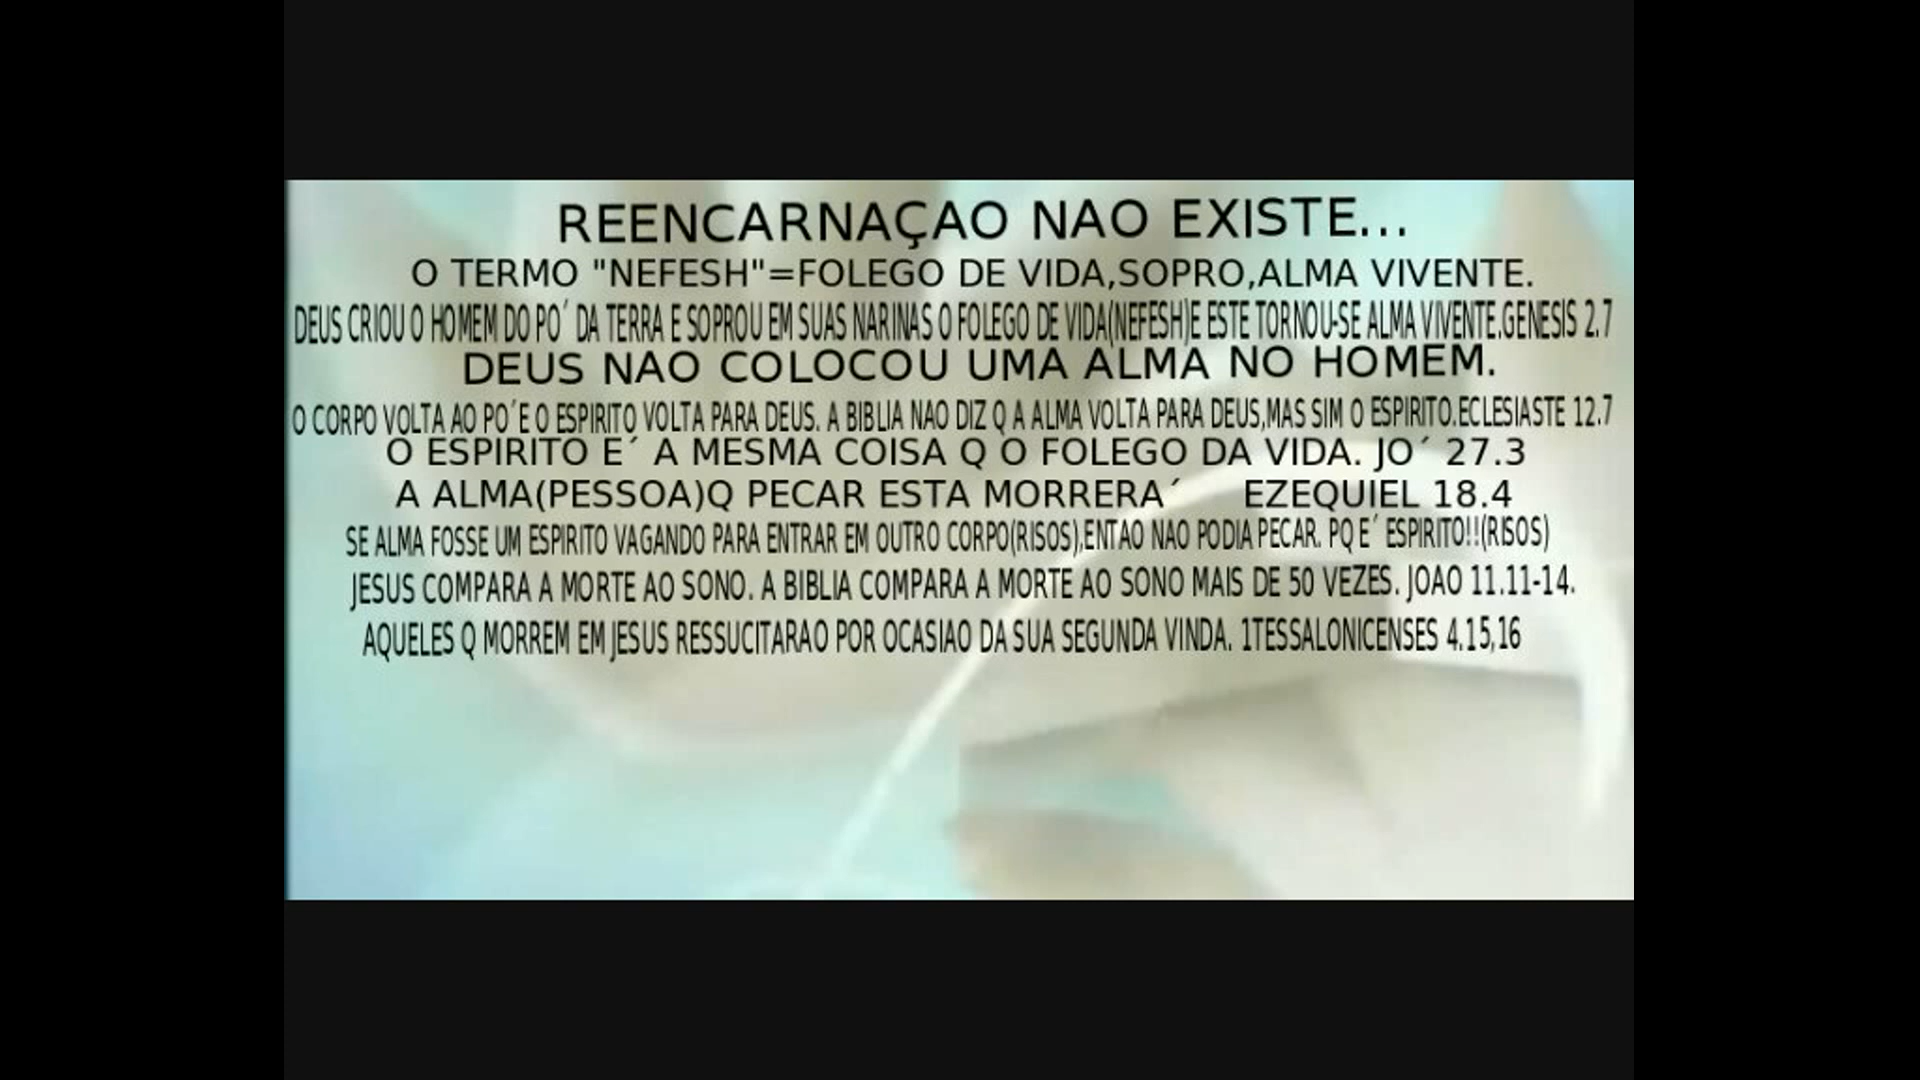 REENCARNAÇAO NAO EXISTE...
O TERMO "NEFESH"=FOLEGO DE VIDA,SOPRO,ALMA VIVENTE.
DEUS CRIOU O HOMEM DO PO´ DA TERRA E SOPROU EM SUAS NARINAS O FOLEGO DE VIDA(NEFESH)E ESTE TORNOU-SE ALMA VIVENTE.GENESIS 2.7
DEUS NAO COLOCOU UMA ALMA NO HOMEM.
O CORPO VOLTA AO PO´E O ESPIRITO VOLTA PARA DEUS. A BIBLIA NAO DIZ Q A ALMA VOLTA PARA DEUS,MAS SIM O ESPIRITO.ECLESIASTE 12.7
O ESPIRITO E´ A MESMA COISA Q O FOLEGO DA VIDA. JO´ 27.3
A ALMA(PESSOA)Q PECAR ESTA MORRERA´ EZEQUIEL 18.4
SE ALMA FOSSE UM ESPIRITO VAGANDO PARA ENTRAR EM OUTRO CORPO(RISOS),ENTAO NAO PODIA PECAR. PQ E´ ESPIRITO!!(RISOS)
JESUS COMPARA A MORTE AO SONO. A BIBLIA COMPARA A MORTE AO SONO MAIS DE 50 VEZES. JOAO 11.11-14.
AQUELES Q MORREM EM JESUS RESSUCITARAO POR OCASIAO DA SUA SEGUNDA VINDA. 1TESSALONICENSES 4.15,16